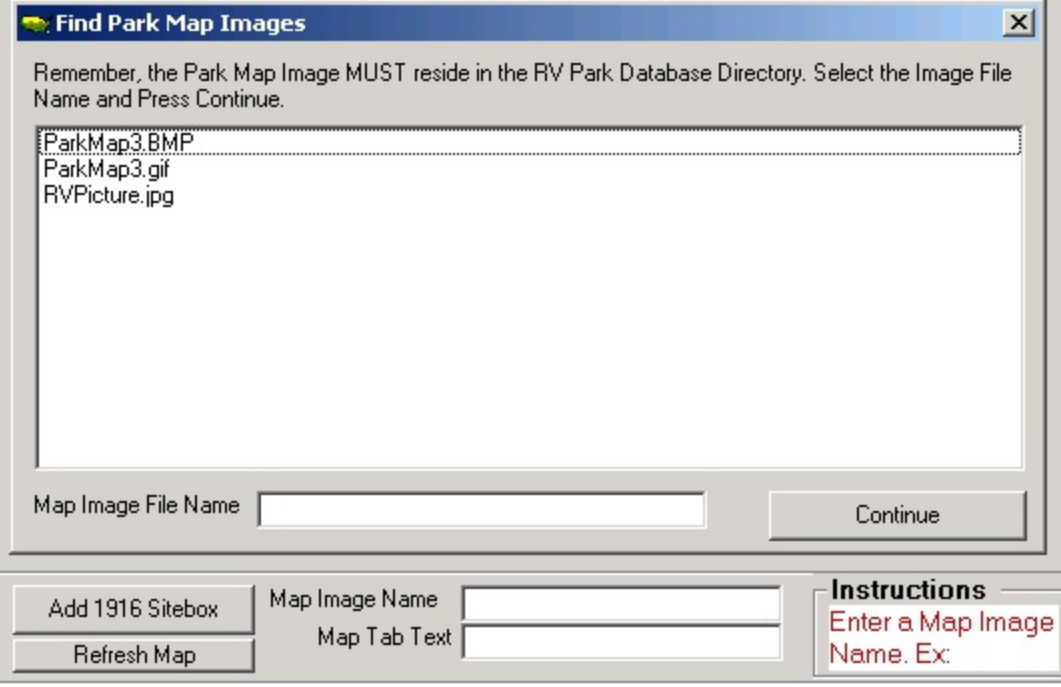 Find Park Map Images
Remember, the Park Map Image MUST reside in the RV Park Database Directory. Select the Image File
Name and Press Continue.
ParkMap3.BMP
ParkMap3.gif
RVPicture.jpg
Map Image File Name
Continue
Add 1916 Sitebox
Refresh Map
Map Image Name
Map Tab Text
Instructions
Enter a Map Image
Name. Ex: